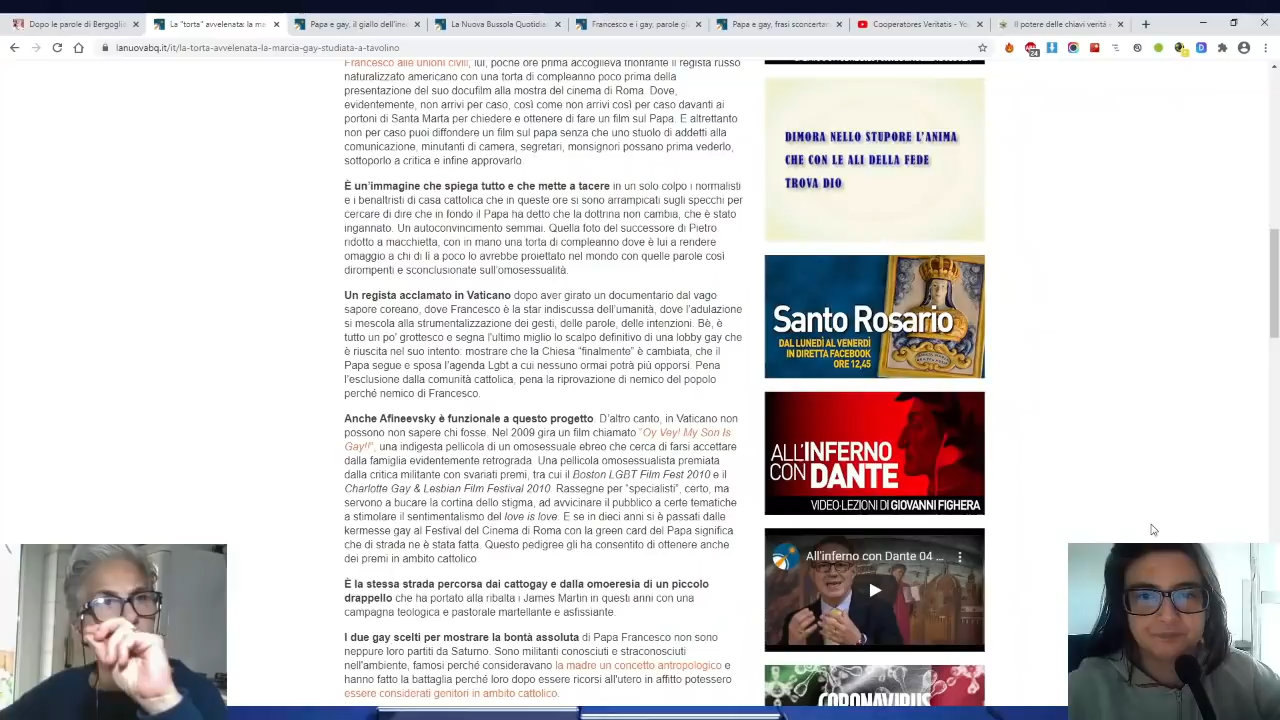 Dopo le parole di Bergoglio
La "torta" avvelenata: la ma
Papa e gay, il giallo dell'ine
La Nuova Bussola Quotidia
Francesco e i gay, parole gi
Papa e gay, frasi sconcertan
Cooperatores Veritatis - Yo
Il potere delle chiavi verità e
lanuovabq.it/it/la-torta-avvelenata-la-marcia-gay-studiata-a-tavolino
Francesco alle unioni civili, lui, poche ore prima accoglieva trionfante il regista russo
naturalizzato americano con una torta di compleanno poco prima della
presentazione del suo docufilm alla mostra del cinema di Roma. Dove,
evidentemente, non arrivi per caso, così come non arrivi così per caso davanti ai
portoni di Santa Marta per chiedere e ottenere di fare un film sul Papa. E altrettanto
non per caso puoi diffondere un film sul papa senza che uno stuolo di addetti alla
comunicazione, minutanti di camera, segretari, monsignori possano prima vederlo,
sottoporlo a critica e infine approvarlo.
È un'immagine che spiega tutto e che mette a tacere in un solo colpo i normalisti
e i benaltristi di casa cattolica che in queste ore si sono arrampicati sugli specchi per
cercare di dire che in fondo il Papa ha detto che la dottrina non cambia, che è stato
ingannato. Un autoconvincimento semmai. Quella foto del successore di Pietro
ridotto a macchietta, con in mano una torta di compleanno dove è lui a rendere
omaggio a chi di lì a poco lo avrebbe proiettato nel mondo con quelle parole così
dirompenti e sconclusionate sull'omosessualità.
Un regista acclamato in Vaticano dopo aver girato un documentario dal vago
sapore coreano, dove Francesco è la star indiscussa dell'umanità, dove l'adulazione
si mescola alla strumentalizzazione dei gesti, delle parole, delle intenzioni. Bè, è
tutto un po' grottesco e segna l'ultimo miglio lo scalpo definitivo di una lobby gay che
è riuscita nel suo intento: mostrare che la Chiesa "finalmente" è cambiata, che il
Papa segue e sposa l'agenda Lgbt a cui nessuno ormai potrà più opporsi. Pena
l'esclusione dalla comunità cattolica, pena la riprovazione di nemico del popolo
perché nemico di Francesco.
Anche Afineevsky è funzionale a questo progetto. D'altro canto, in Vaticano non
possono non sapere chi fosse. Nel 2009 gira un film chiamato "Oy Vey! My Son Is
Gay!!", una indigesta pellicola di un omosessuale ebreo che cerca di farsi accettare
dalla famiglia evidentemente retrograda. Una pellicola omosessualista premiata
dalla critica militante con svariati premi, tra cui il Boston LGBT Film Fest 2010 e il
Charlotte Gay & Lesbian Film Festival 2010. Rassegne per "specialisti", certo, ma
servono a bucare la cortina dello stigma, ad avvicinare il pubblico a certe tematiche
a stimolare il sentimentalismo del love is love. E se in dieci anni si è passati dalle
kermesse gay al Festival del Cinema di Roma con la green card del Papa significa
che di strada ne è stata fatta. Questo pedigree gli ha consentito di ottenere anche
dei premi in ambito cattolico.
È la stessa strada percorsa dai cattogay e dalla omoeresia di un piccolo
drappello che ha portato alla ribalta i James Martin in questi anni con una
campagna teologica e pastorale martellante e asfissiante.
I due gay scelti per mostrare la bontà assoluta di Papa Francesco non sono
neppure loro partiti da Saturno. Sono militanti conosciuti e straconosciuti
nell'ambiente, famosi perché consideravano la madre un concetto antropologico e
hanno fatto la battaglia perché loro dopo essere ricorsi all'utero in affitto potessero
essere considerati genitori in ambito cattolico.
DIMORA NELLO STUPORE L'ANIMA
CHE CON LE ALI DELLA FEDE
TROVA DIO
Santo Rosario
DAL LUNEDÌ AL VENERDÌ
IN DIRETTA FACEBOOK
ORE 12,45
ALL'INFERNO
CON DANTE
VIDEO-LEZIONI DI GIOVANNI FIGHERA
All'inferno con Dante 04 ...
CORONAVIRUS